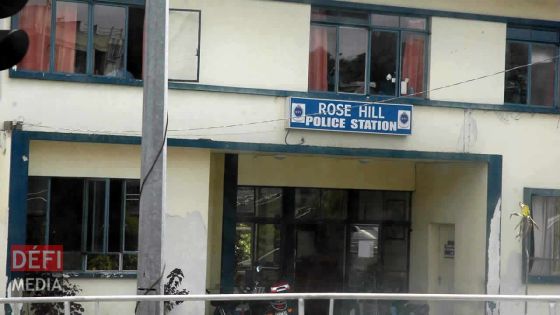 ROSE HILL
POLICE STATION
DÉFI
MEDIA